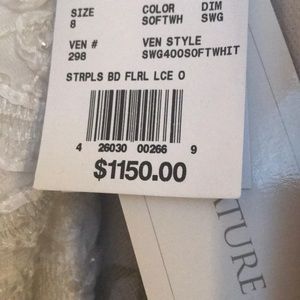 SIZE COLOR DIM
8 SOFTWH SWG
VEN # VEN STYLE
298 SWG400SOFTWHIT
STRPLS BD FLRL LCE O
4 26030 00266 9
$1150.00
ATURE